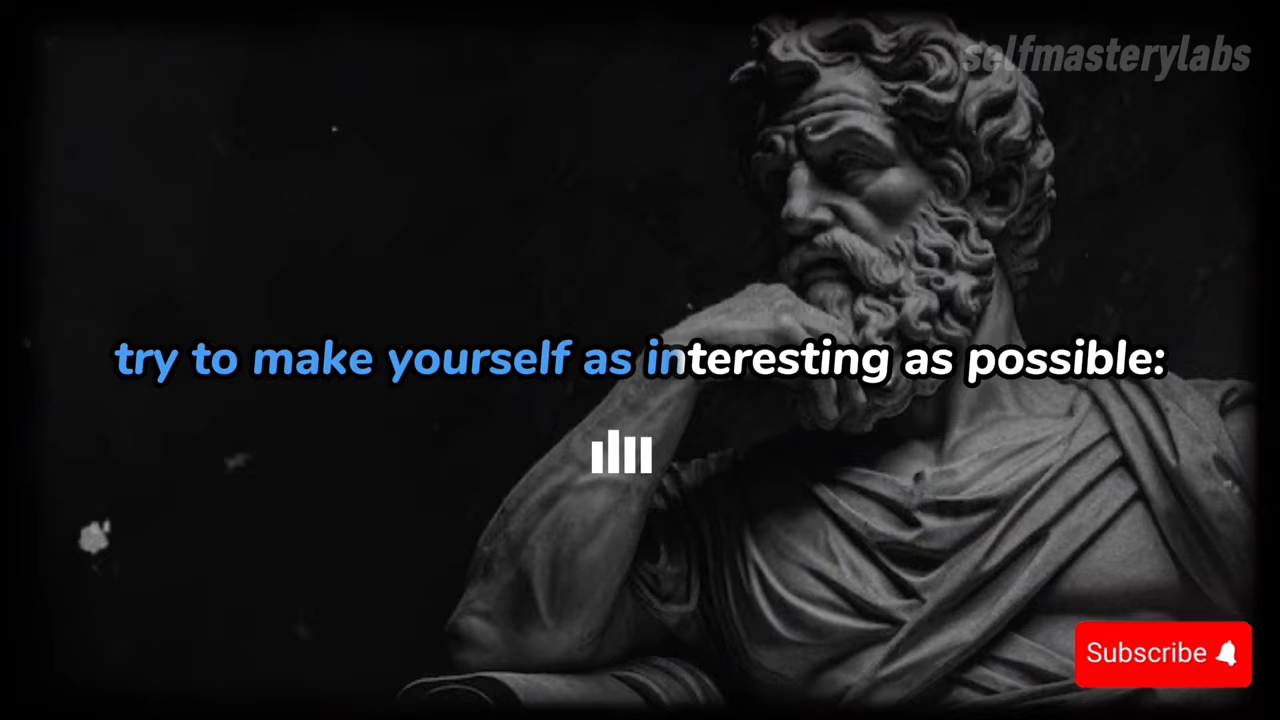 selfmasterylabs
try to make yourself as interesting as possible:
Subscribe